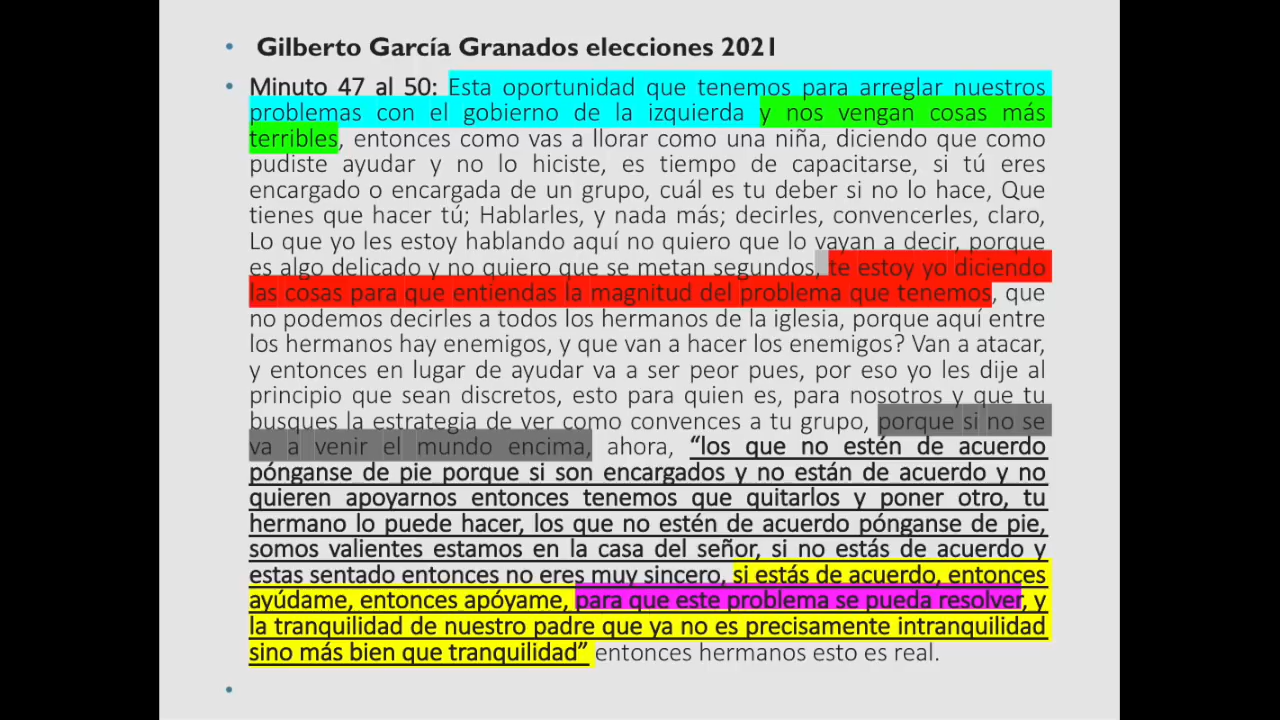 • Gilberto García Granados elecciones 2021
• Minuto 47 al 50: Esta oportunidad que tenemos para arreglar nuestros
problemas con el gobierno de la izquierda y nos vengan cosas más
terribles, entonces como vas a llorar como una niña, diciendo que como
pudiste ayudar y no lo hiciste, es tiempo de capacitarse, si tú eres
encargado o encargada de un grupo, cuál es tu deber si no lo hace, Que
tienes que hacer tú; Hablarles, y nada más; decirles, convencerles, claro,
Lo que yo les estoy hablando aquí no quiero que lo vayan a decir, porque
es algo delicado y no quiero que se metan segundos, te estoy yo diciendo
las cosas para que entiendas la magnitud del problema que tenemos, que
no podemos decirles a todos los hermanos de la iglesia, porque aquí entre
los hermanos hay enemigos, y que van a hacer los enemigos? Van a atacar,
y entonces en lugar de ayudar va a ser peor pues, por eso yo les dije al
principio que sean discretos, esto para quien es, para nosotros y que tu
busques la estrategia de ver como convences a tu grupo, porque si no se
va a venir el mundo encima, ahora, “los que no estén de acuerdo
pónganse de pie porque si son encargados y no están de acuerdo y no
quieren apoyarnos entonces tenemos que quitarlos y poner otro, tu
hermano lo puede hacer, los que no estén de acuerdo pónganse de pie,
somos valientes estamos en la casa del señor, si no estás de acuerdo y
estas sentado entonces no eres muy sincero, si estás de acuerdo, entonces
ayúdame, entonces apóyame, para que este problema se pueda resolver, y
la tranquilidad de nuestro padre que ya no es precisamente intranquilidad
sino más bien que tranquilidad” entonces hermanos esto es real.
•